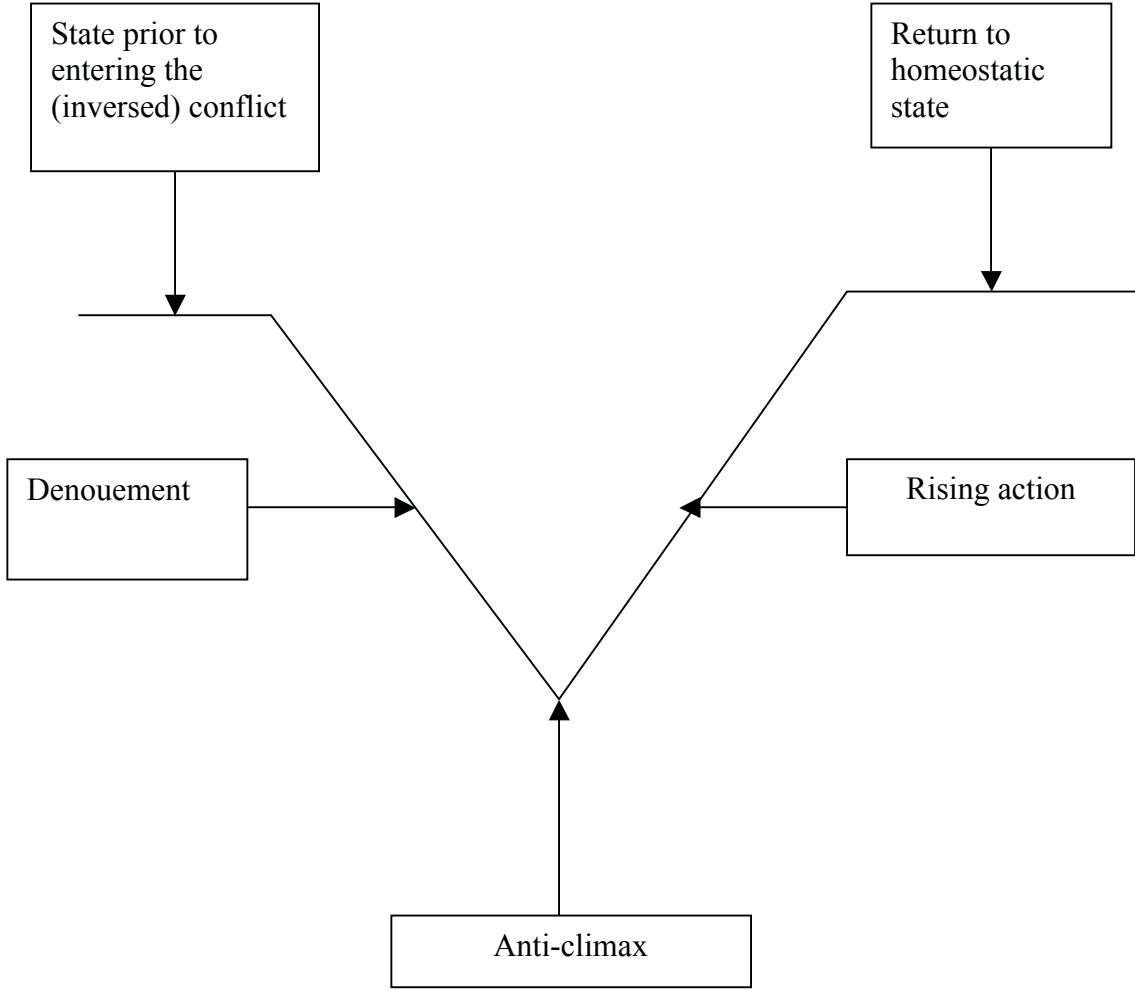 State prior to
entering the
(inversed) conflict
Return to
homeostatic
state
Denouement
Rising action
Anti-climax